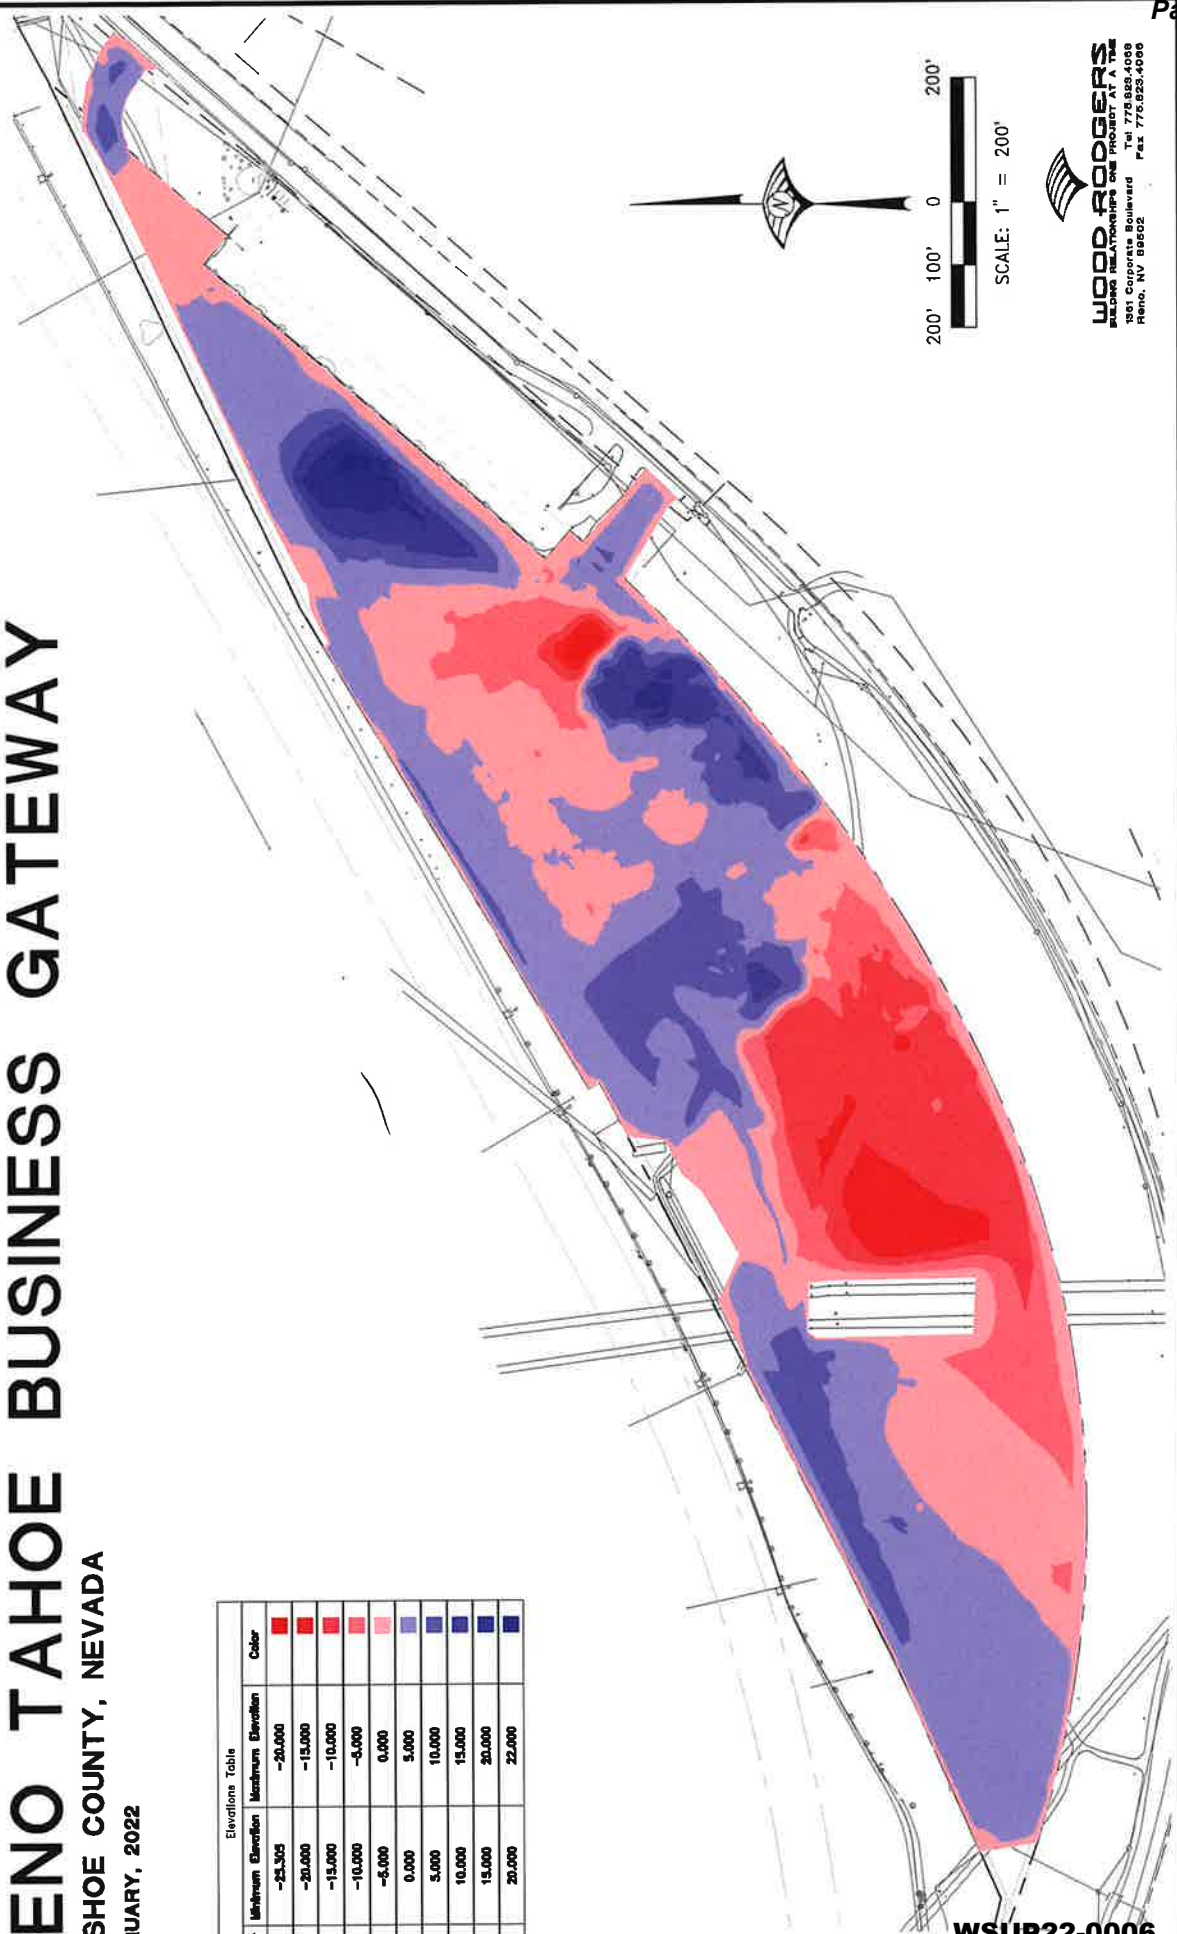 Pa
ENO TAHOE BUSINESS GATEWAY
SHOE COUNTY, NEVADA
UARY, 2022
Elevations Table
Minimum Elevation Maximum Elevation Color
-25.305 -20.000
-20.000 -15.000
-15.000 -10.000
-10.000 -5.000
-5.000 0.000
0.000 5.000
5.000 10.000
10.000 15.000
15.000 20.000
20.000 22.000
N
200' 100' 0 200'
SCALE: 1" = 200'
WOOD RODGERS
BUILDING RELATIONSHIPS ONE PROJECT AT A TIME
1361 Corporate Boulevard Tel 775.823.4068
Reno, NV 89502 Fax 775.823.4066
WSUP22-0006